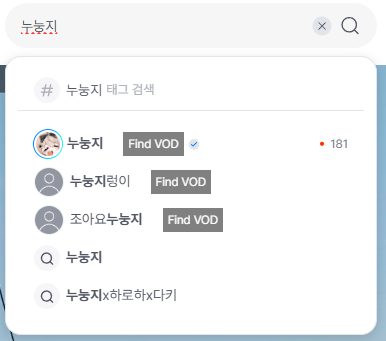 누눙지
# 누눙지 태그 검색
누눙지 Find VOD 181
누눙지렁이 Find VOD
조아요누눙지 Find VOD
누눙지
누눙지x하로하x다키